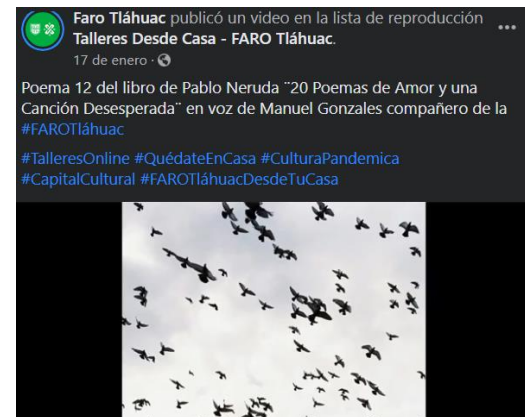 Faro Tláhuac publicó un video en la lista de reproducción
Talleres Desde Casa - FARO Tláhuac.
17 de enero ·
Poema 12 del libro de Pablo Neruda ¨20 Poemas de Amor y una
Canción Desesperada¨ en voz de Manuel Gonzales compañero de la
#FAROTláhuac
#TalleresOnline #QuédateEnCasa #CulturaPandemica
#CapitalCultural #FAROTláhuacDesdeTuCasa